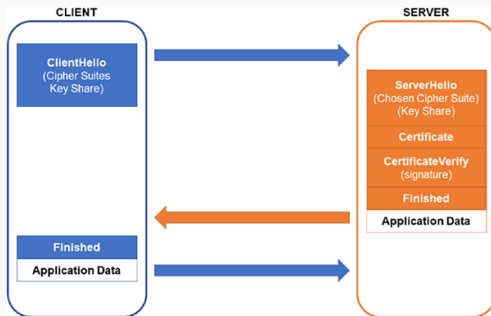 CLIENT
SERVER
ClientHello
(Cipher Suites
Key Share)
ServerHello
(Chosen Cipher Suite)
(Key Share)
Certificate
CertificateVerify
(signature)
Finished
Application Data
Finished
Application Data